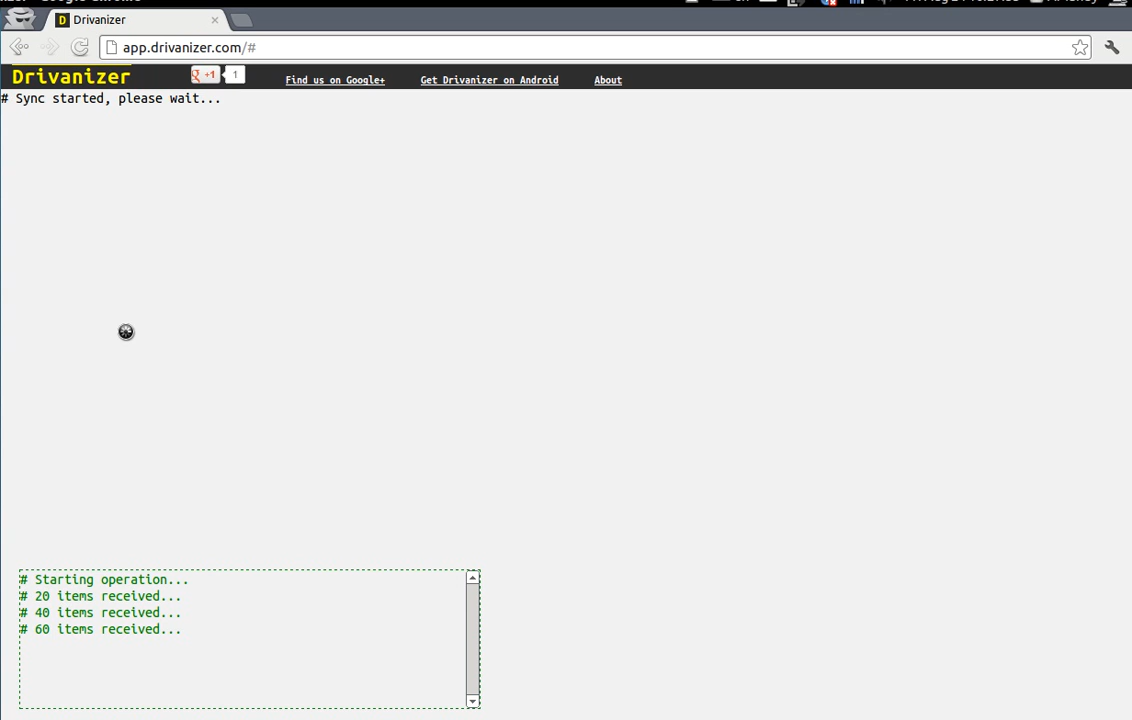 Drivanizer
app.drivanizer.com/#
Drivanizer
+1
1
Find us on Google+
Get Drivanizer on Android
About
# Sync started, please wait...
# Starting operation...
# 20 items received...
# 40 items received...
# 60 items received...